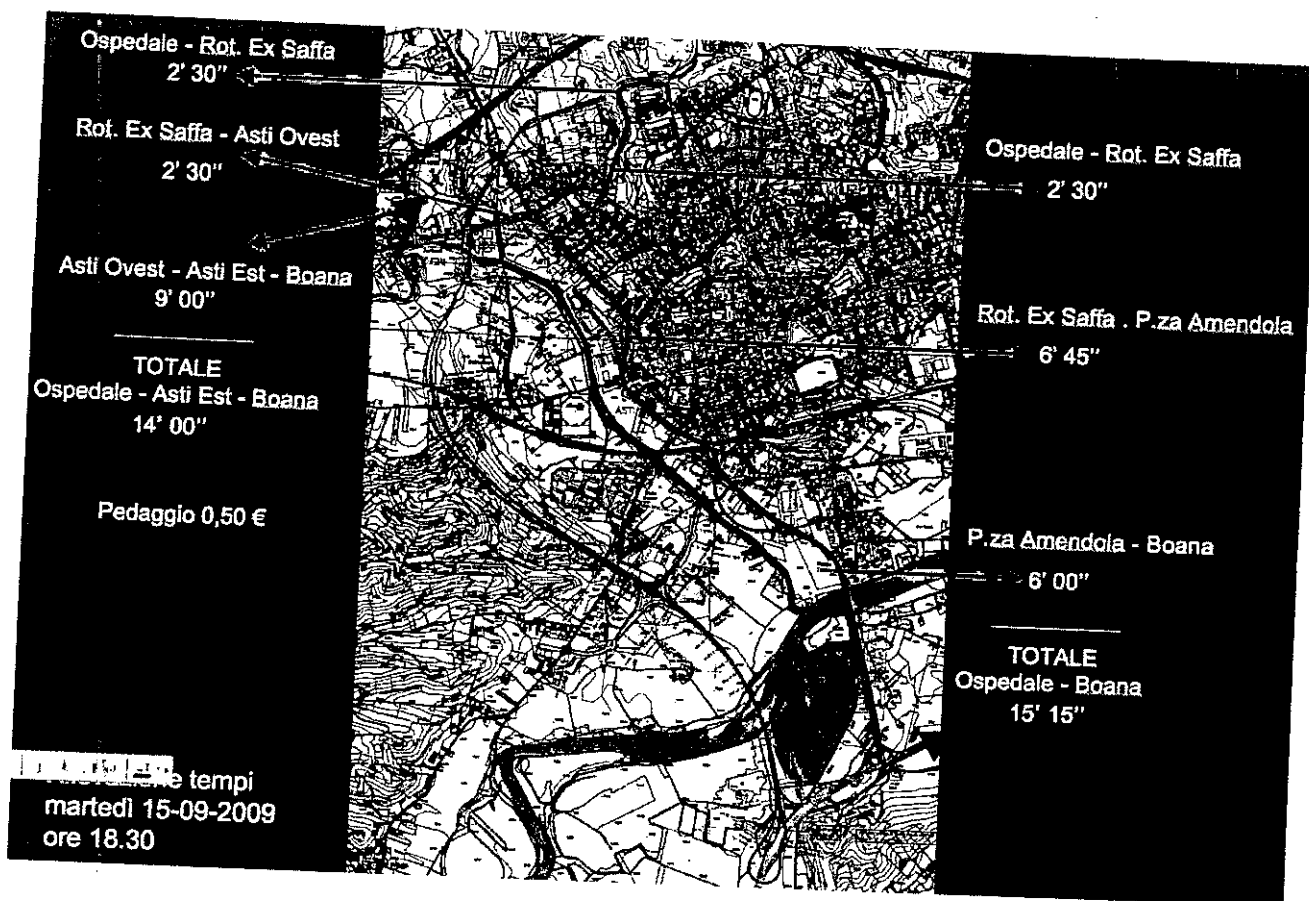 Ospedale - Rot. Ex Saffa
2' 30"
Rot. Ex Saffa - Asti Ovest
2' 30"
Asti Ovest - Asti Est - Boana
9' 00"
TOTALE
Ospedale - Asti Est - Boana
14' 00"
Pedaggio 0,50 €
tempi
martedì 15-09-2009
ore 18.30
Ospedale - Rot. Ex Saffa
2' 30"
Rot. Ex Saffa . P.za Amendola
6' 45"
P.za Amendola - Boana
6' 00"
TOTALE
Ospedale - Boana
15' 15"